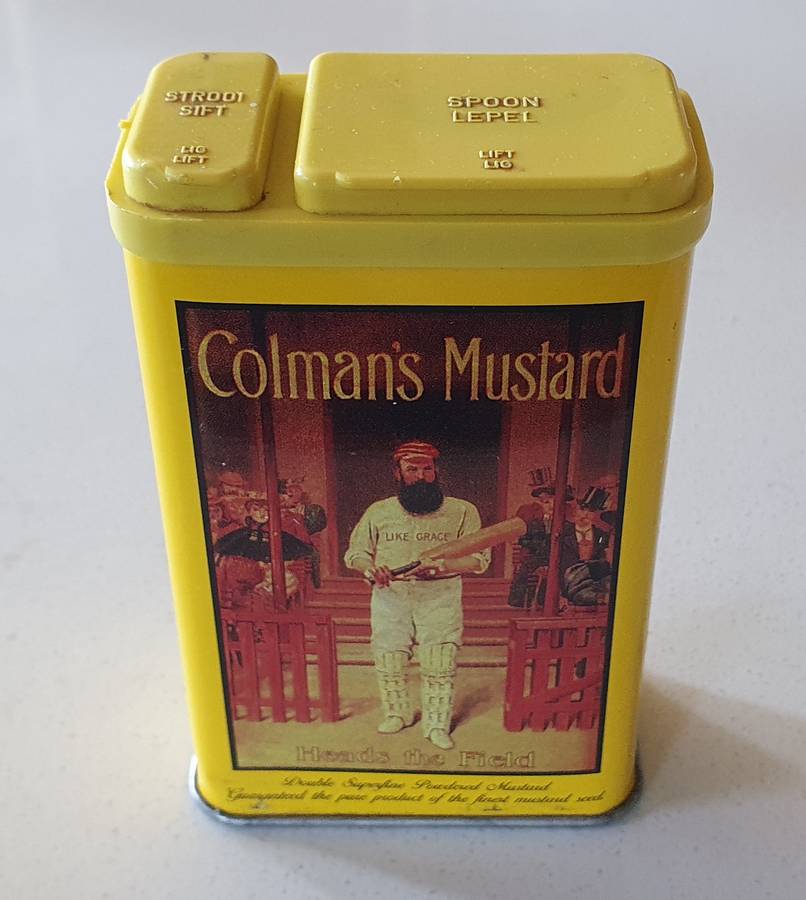 STROOI
SIFT
LIG
LIFT
SPOON
LEPEL
LIFT
LIG
Colman's Mustard
LIKE GRACE
Heads the Field
Double Superfine Powdered Mustard
Guaranteed the pure product of the finest mustard seed.